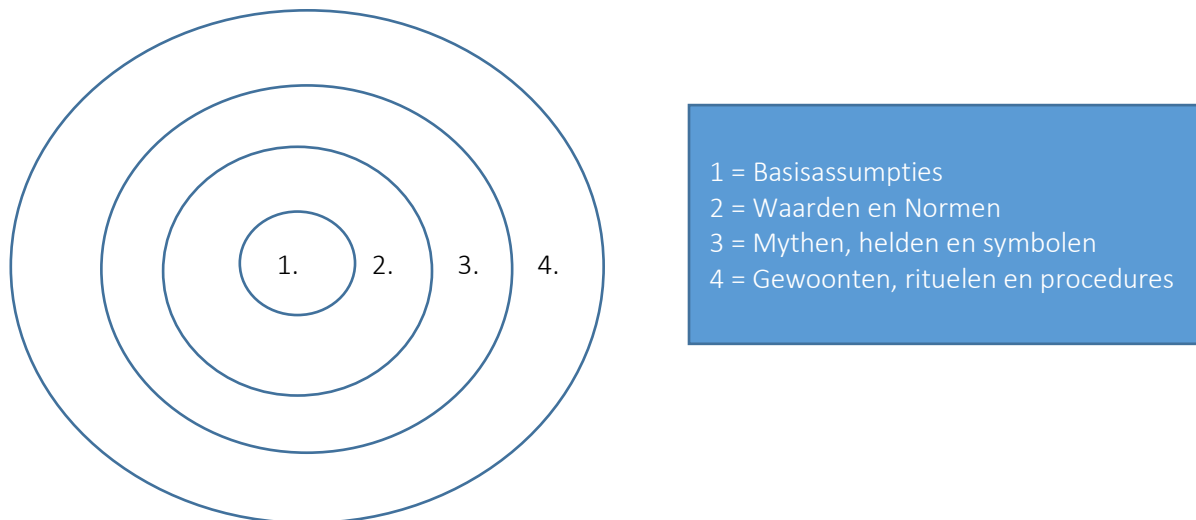 1.
2.
3.
4.
1 = Basisassumpties
2 = Waarden en Normen
3 = Mythen, helden en symbolen
4 = Gewoonten, rituelen en procedures